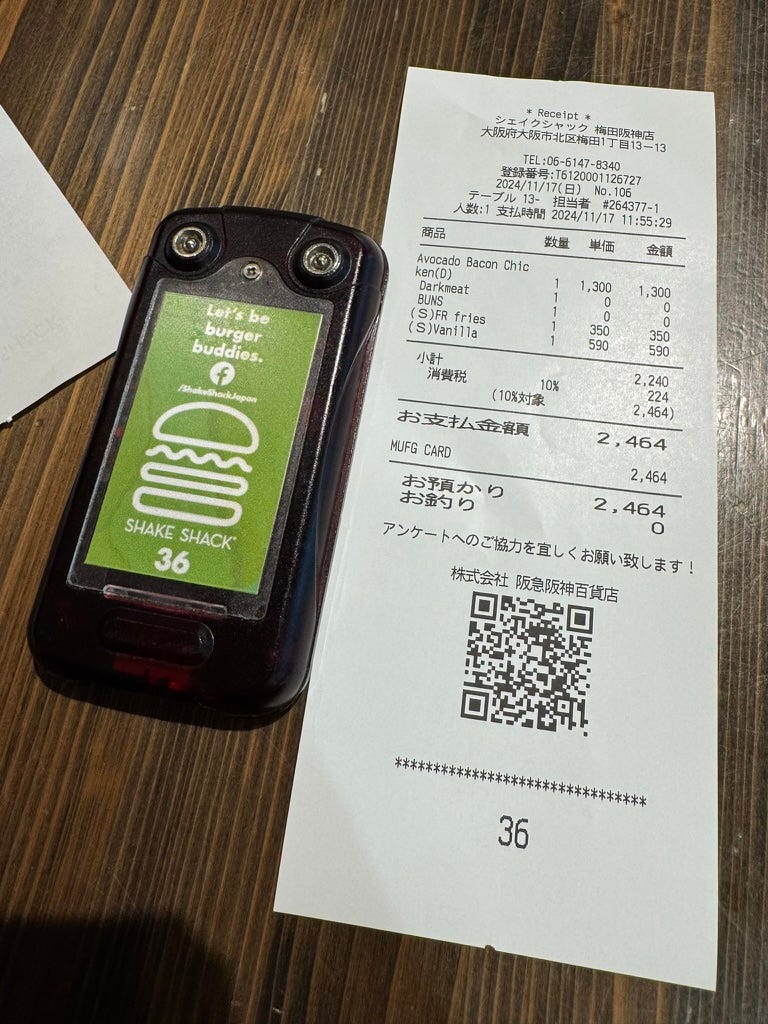 Let's be
burger
buddies.
/ShakeShackJapan
SHAKE SHACK
36
* Receipt *
シェイクシャック 梅田阪神店
大阪府大阪市北区梅田1丁目13−13
TEL:06-6147-8340
登録番号:T6120001126727
2024/11/17(日) No.106
テーブル 13- 担当者 #264377-1
人数:1 支払時間 2024/11/17 11:55:29
商品 数量 単価 金額
Avocado Bacon Chic
ken(D) 1 1,300 1,300
Darkmeat 1 0 0
BUNS 1 0 0
(S)FR fries 1 350 350
(S)Vanilla 1 590 590
小計 2,240
消費税 10% 224
(10%対象 2,464)
お支払金額 2,464
MUFG CARD 2,464
お預かり 2,464
お釣り 0
アンケートへのご協力を宜しくお願い致します！
株式会社 阪急阪神百貨店
********************************
36